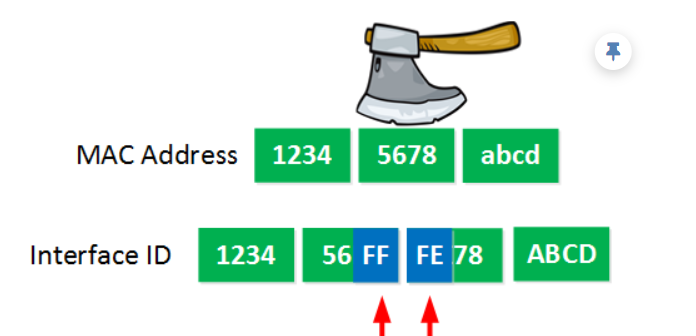 MAC Address 1234 5678 abcd
Interface ID 1234 56 FF FE 78 ABCD